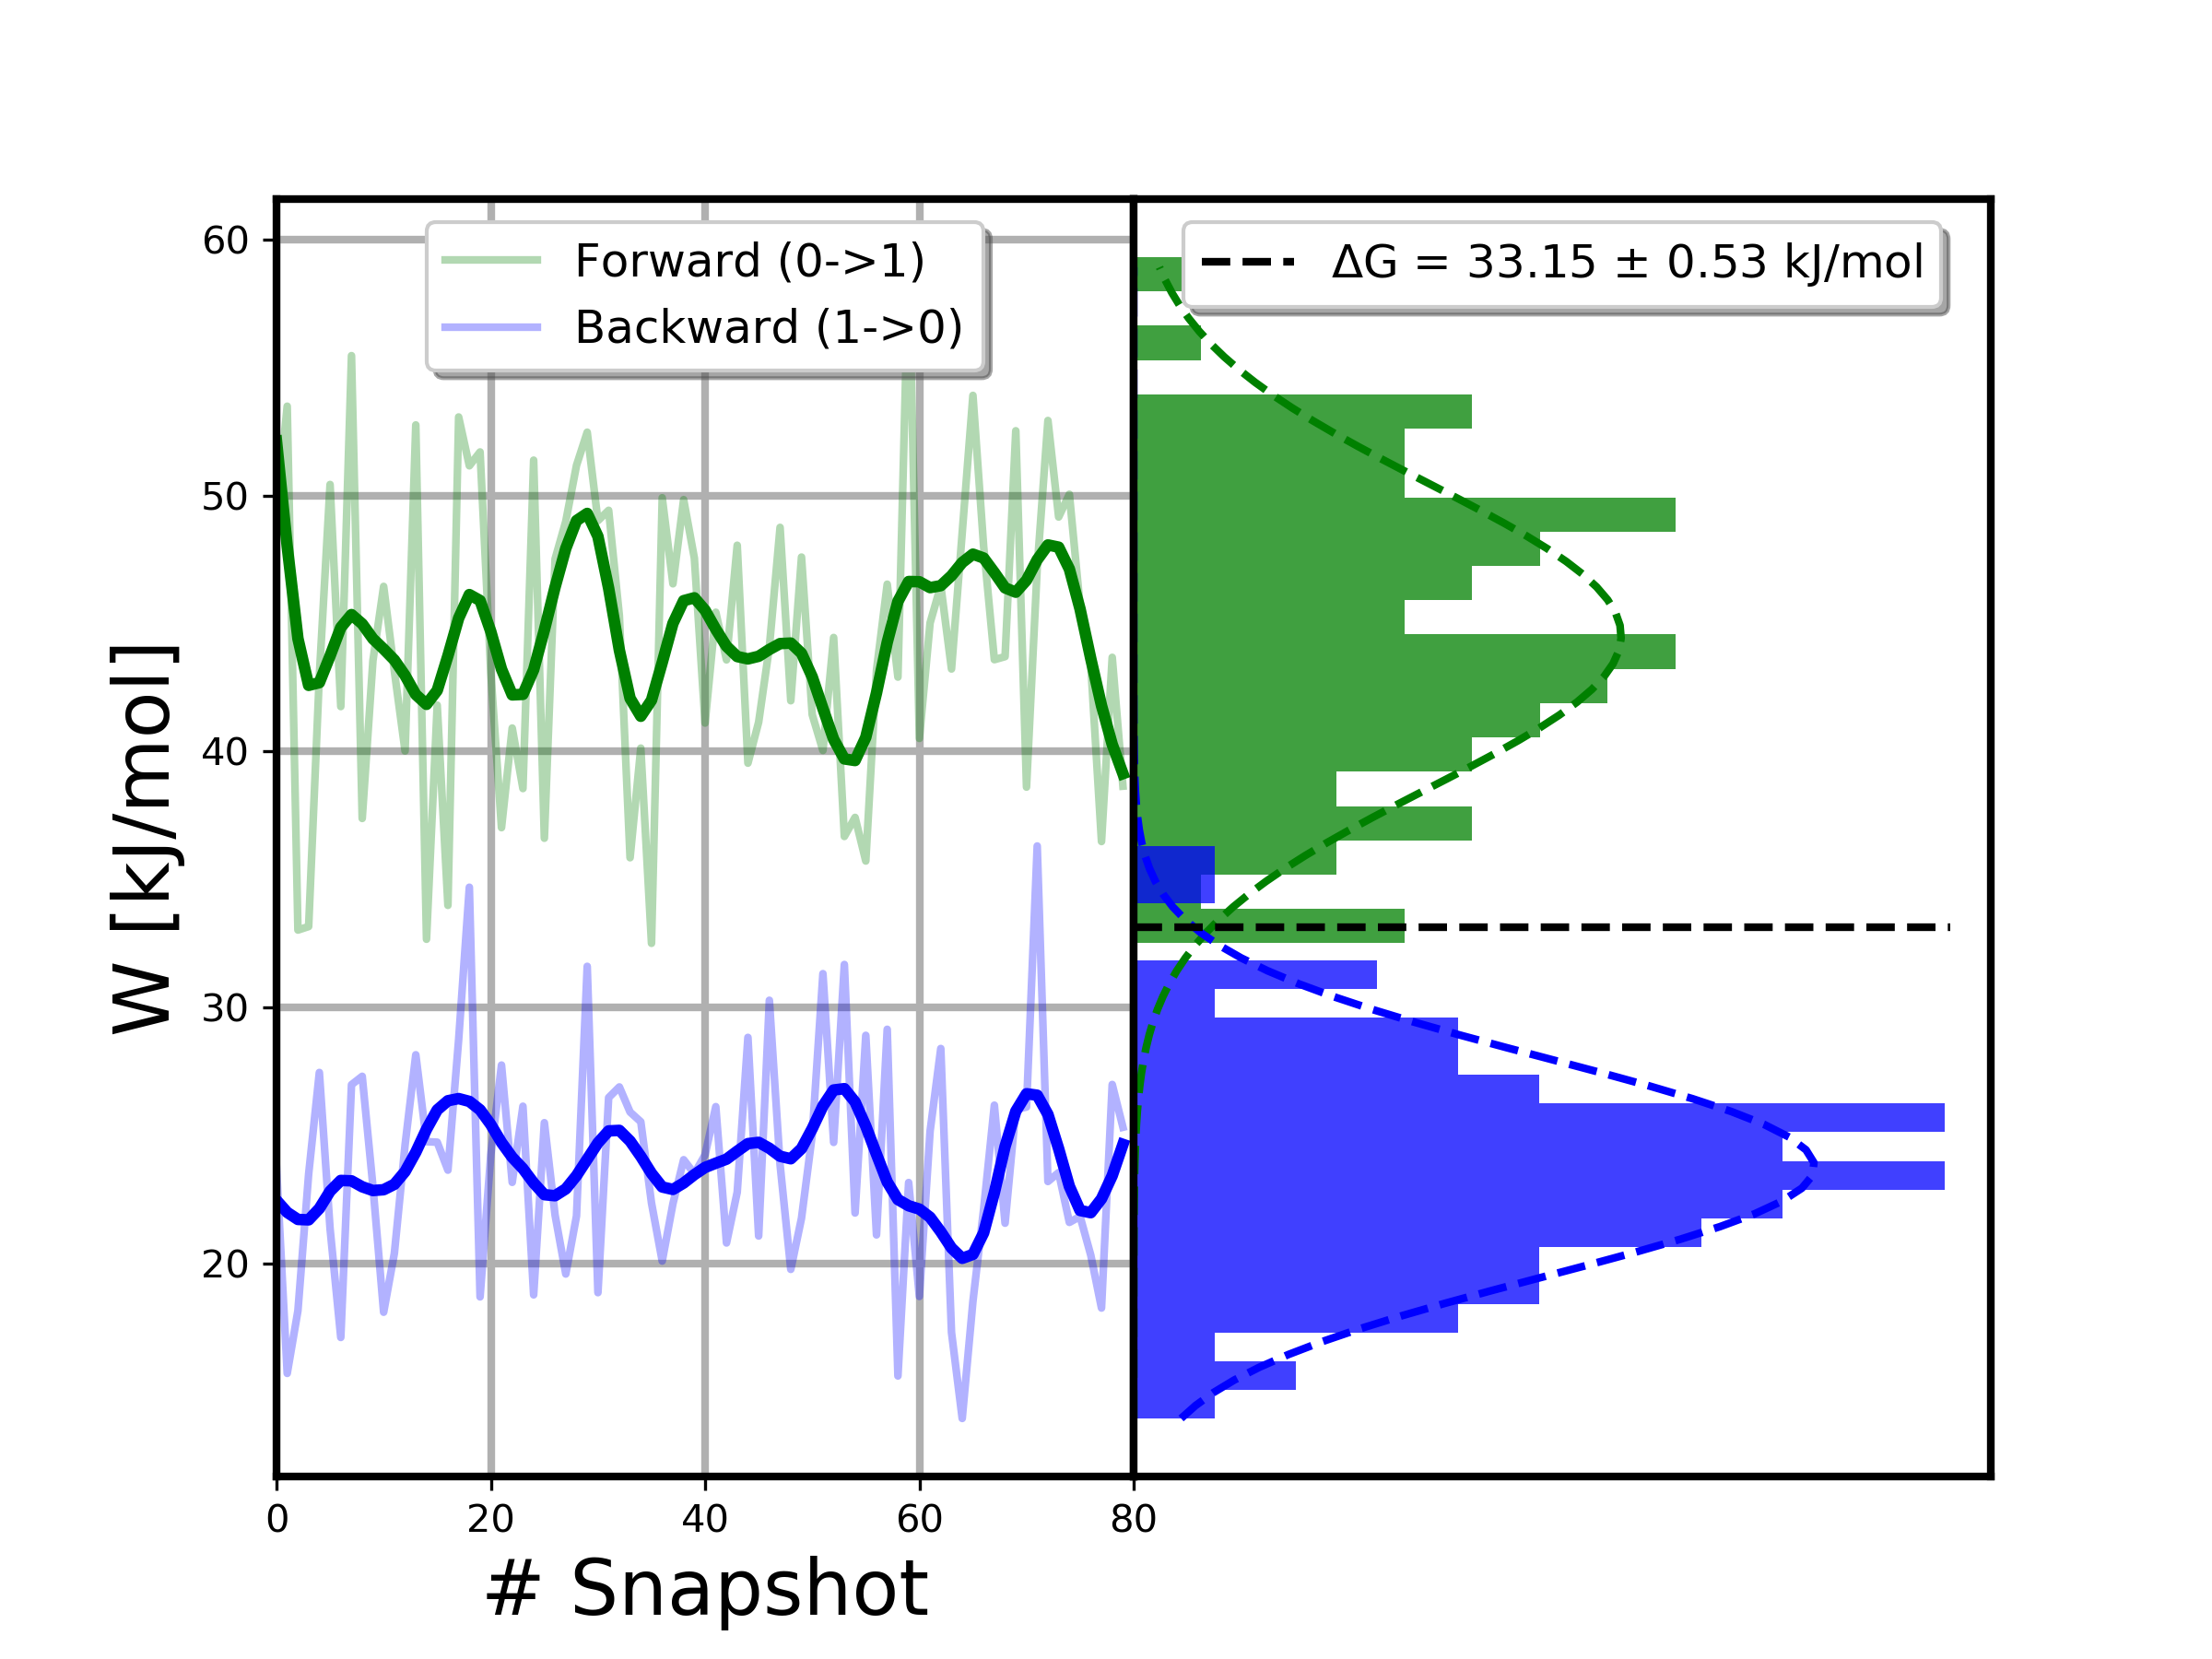 Forward (0->1)
Backward (1->0)
ΔG = 33.15 ± 0.53 kJ/mol
W [kJ/mol]
60
50
40
30
20
0 20 40 60 80
# Snapshot